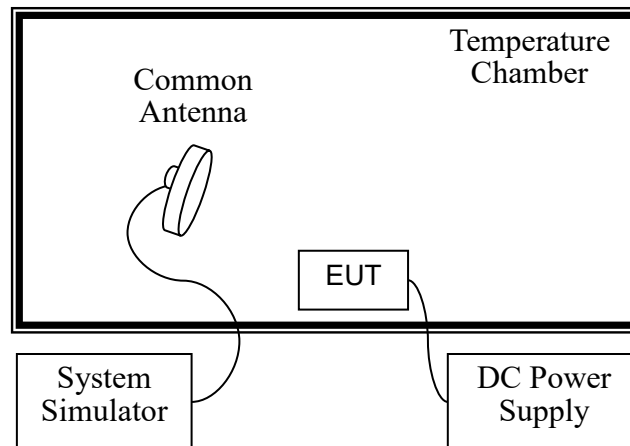 Temperature
Chamber
Common
Antenna
EUT
System
Simulator
DC Power
Supply